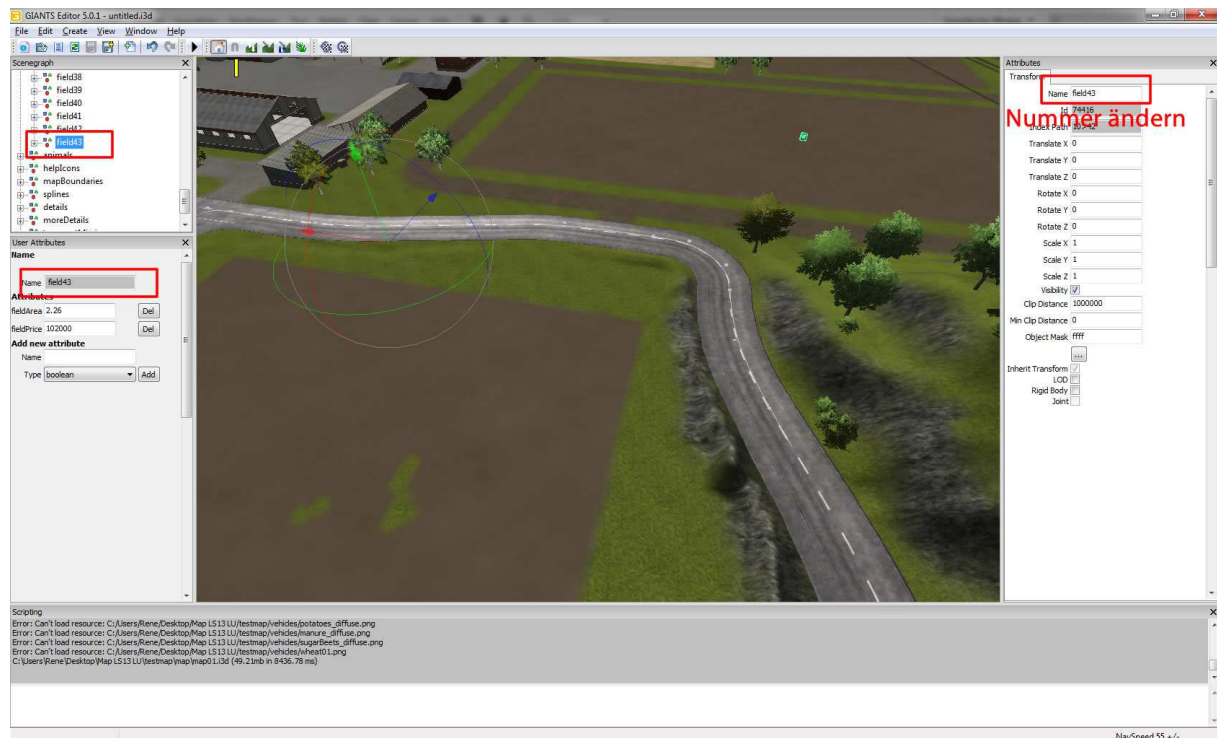 GIANTS Editor 5.0.1 - untitled.i3d
File Edit Create View Window Help
Scenegraph
field38
field39
field40
field41
field42
field43
animals
helpIcons
mapBoundaries
splines
details
moreDetails
User Attributes
Name
Name field43
Attributes
fieldArea 2.26 Del
fieldPrice 102000 Del
Add new attribute
Name
Type boolean Add
Attributes
Transform
Name field43
Id 74416
Nummer ändern
Index Path
Translate X 0
Translate Y 0
Translate Z 0
Rotate X 0
Rotate Y 0
Rotate Z 0
Scale X 1
Scale Y 1
Scale Z 1
Visibility
Clip Distance 1000000
Min Clip Distance 0
Object Mask ffff
...
Inherit Transform
LOD
Rigid Body
Joint
Scripting
Error: Can't load resource: C:/Users/Rene/Desktop/Map LS13 LU/testmap/vehicles/potatoes_diffuse.png
Error: Can't load resource: C:/Users/Rene/Desktop/Map LS13 LU/testmap/vehicles/manure_diffuse.png
Error: Can't load resource: C:/Users/Rene/Desktop/Map LS13 LU/testmap/vehicles/sugarBeets_diffuse.png
Error: Can't load resource: C:/Users/Rene/Desktop/Map LS13 LU/testmap/vehicles/wheat01.png
C:\Users\Rene\Desktop\Map LS13 LU\testmap\map\map01.i3d (49.21mb in 8436.78 ms)
NavSpeed 55 +/-